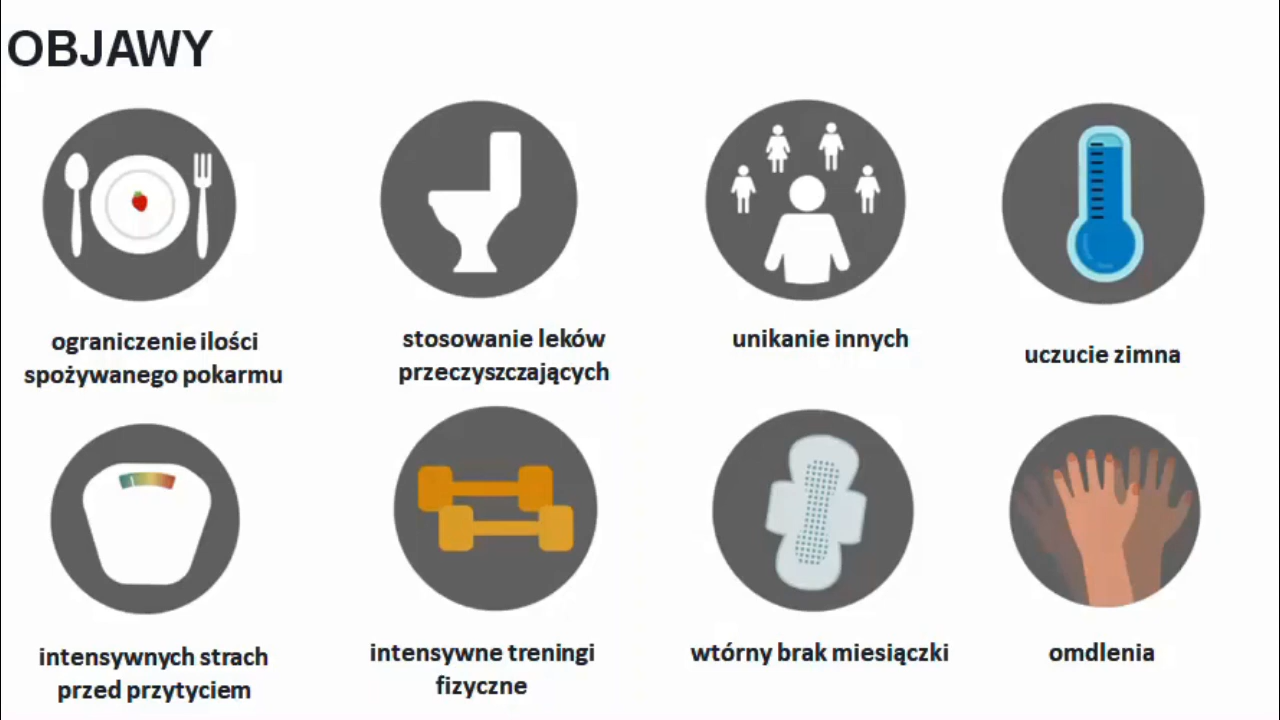 OBJAWY
ograniczenie ilości
spożywanego pokarmu
stosowanie leków
przeczyszczających
unikanie innych
uczucie zimna
intensywnych strach
przed przytyciem
intensywne treningi
fizyczne
wtórny brak miesiączki
omdlenia